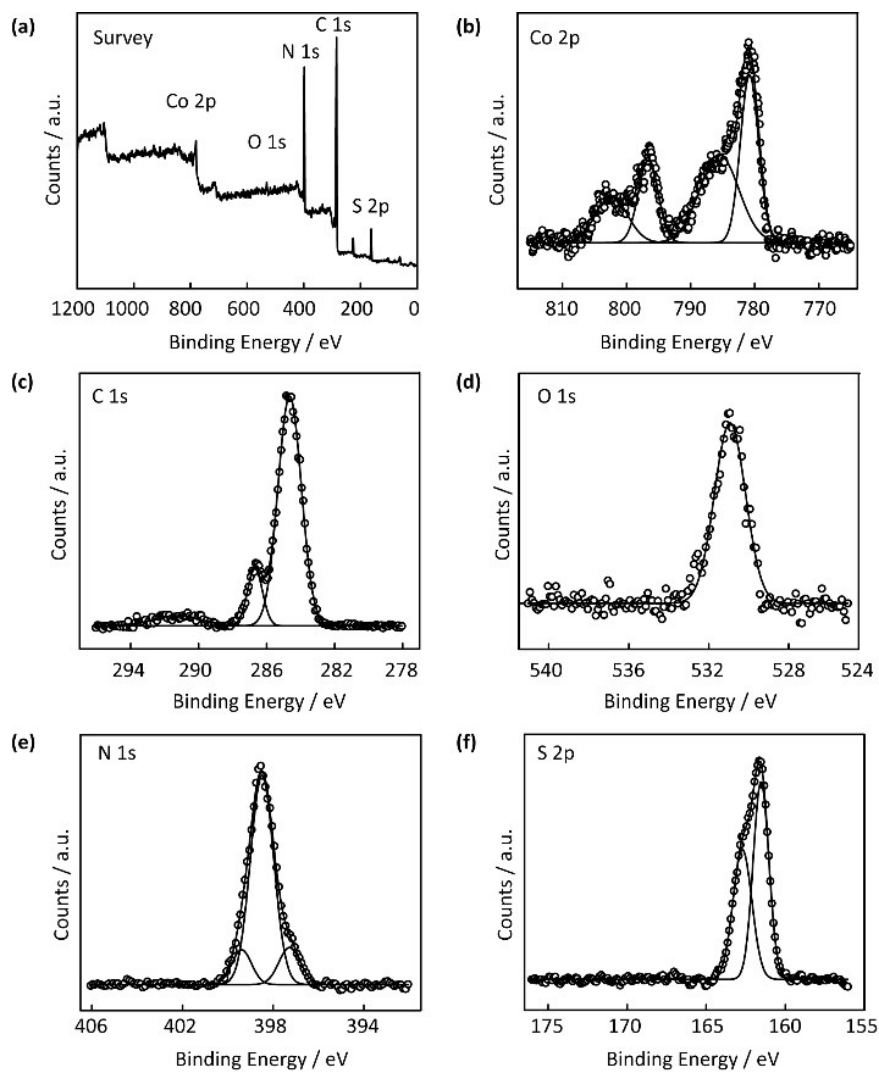 (a)
Survey
Co 2p
O 1s
N 1s
C 1s
S 2p
Counts / a.u.
1200 1000 800 600 400 200 0
Binding Energy / eV
(b)
Co 2p
Counts / a.u.
810 800 790 780 770
Binding Energy / eV
(c)
C 1s
Counts / a.u.
294 290 286 282 278
Binding Energy / eV
(d)
O 1s
Counts / a.u.
540 536 531 528 524
Binding Energy / eV
(e)
N 1s
Counts / a.u.
406 402 398 394
Binding Energy / eV
(f)
S 2p
Counts / a.u.
175 170 165 160 155
Binding Energy / eV